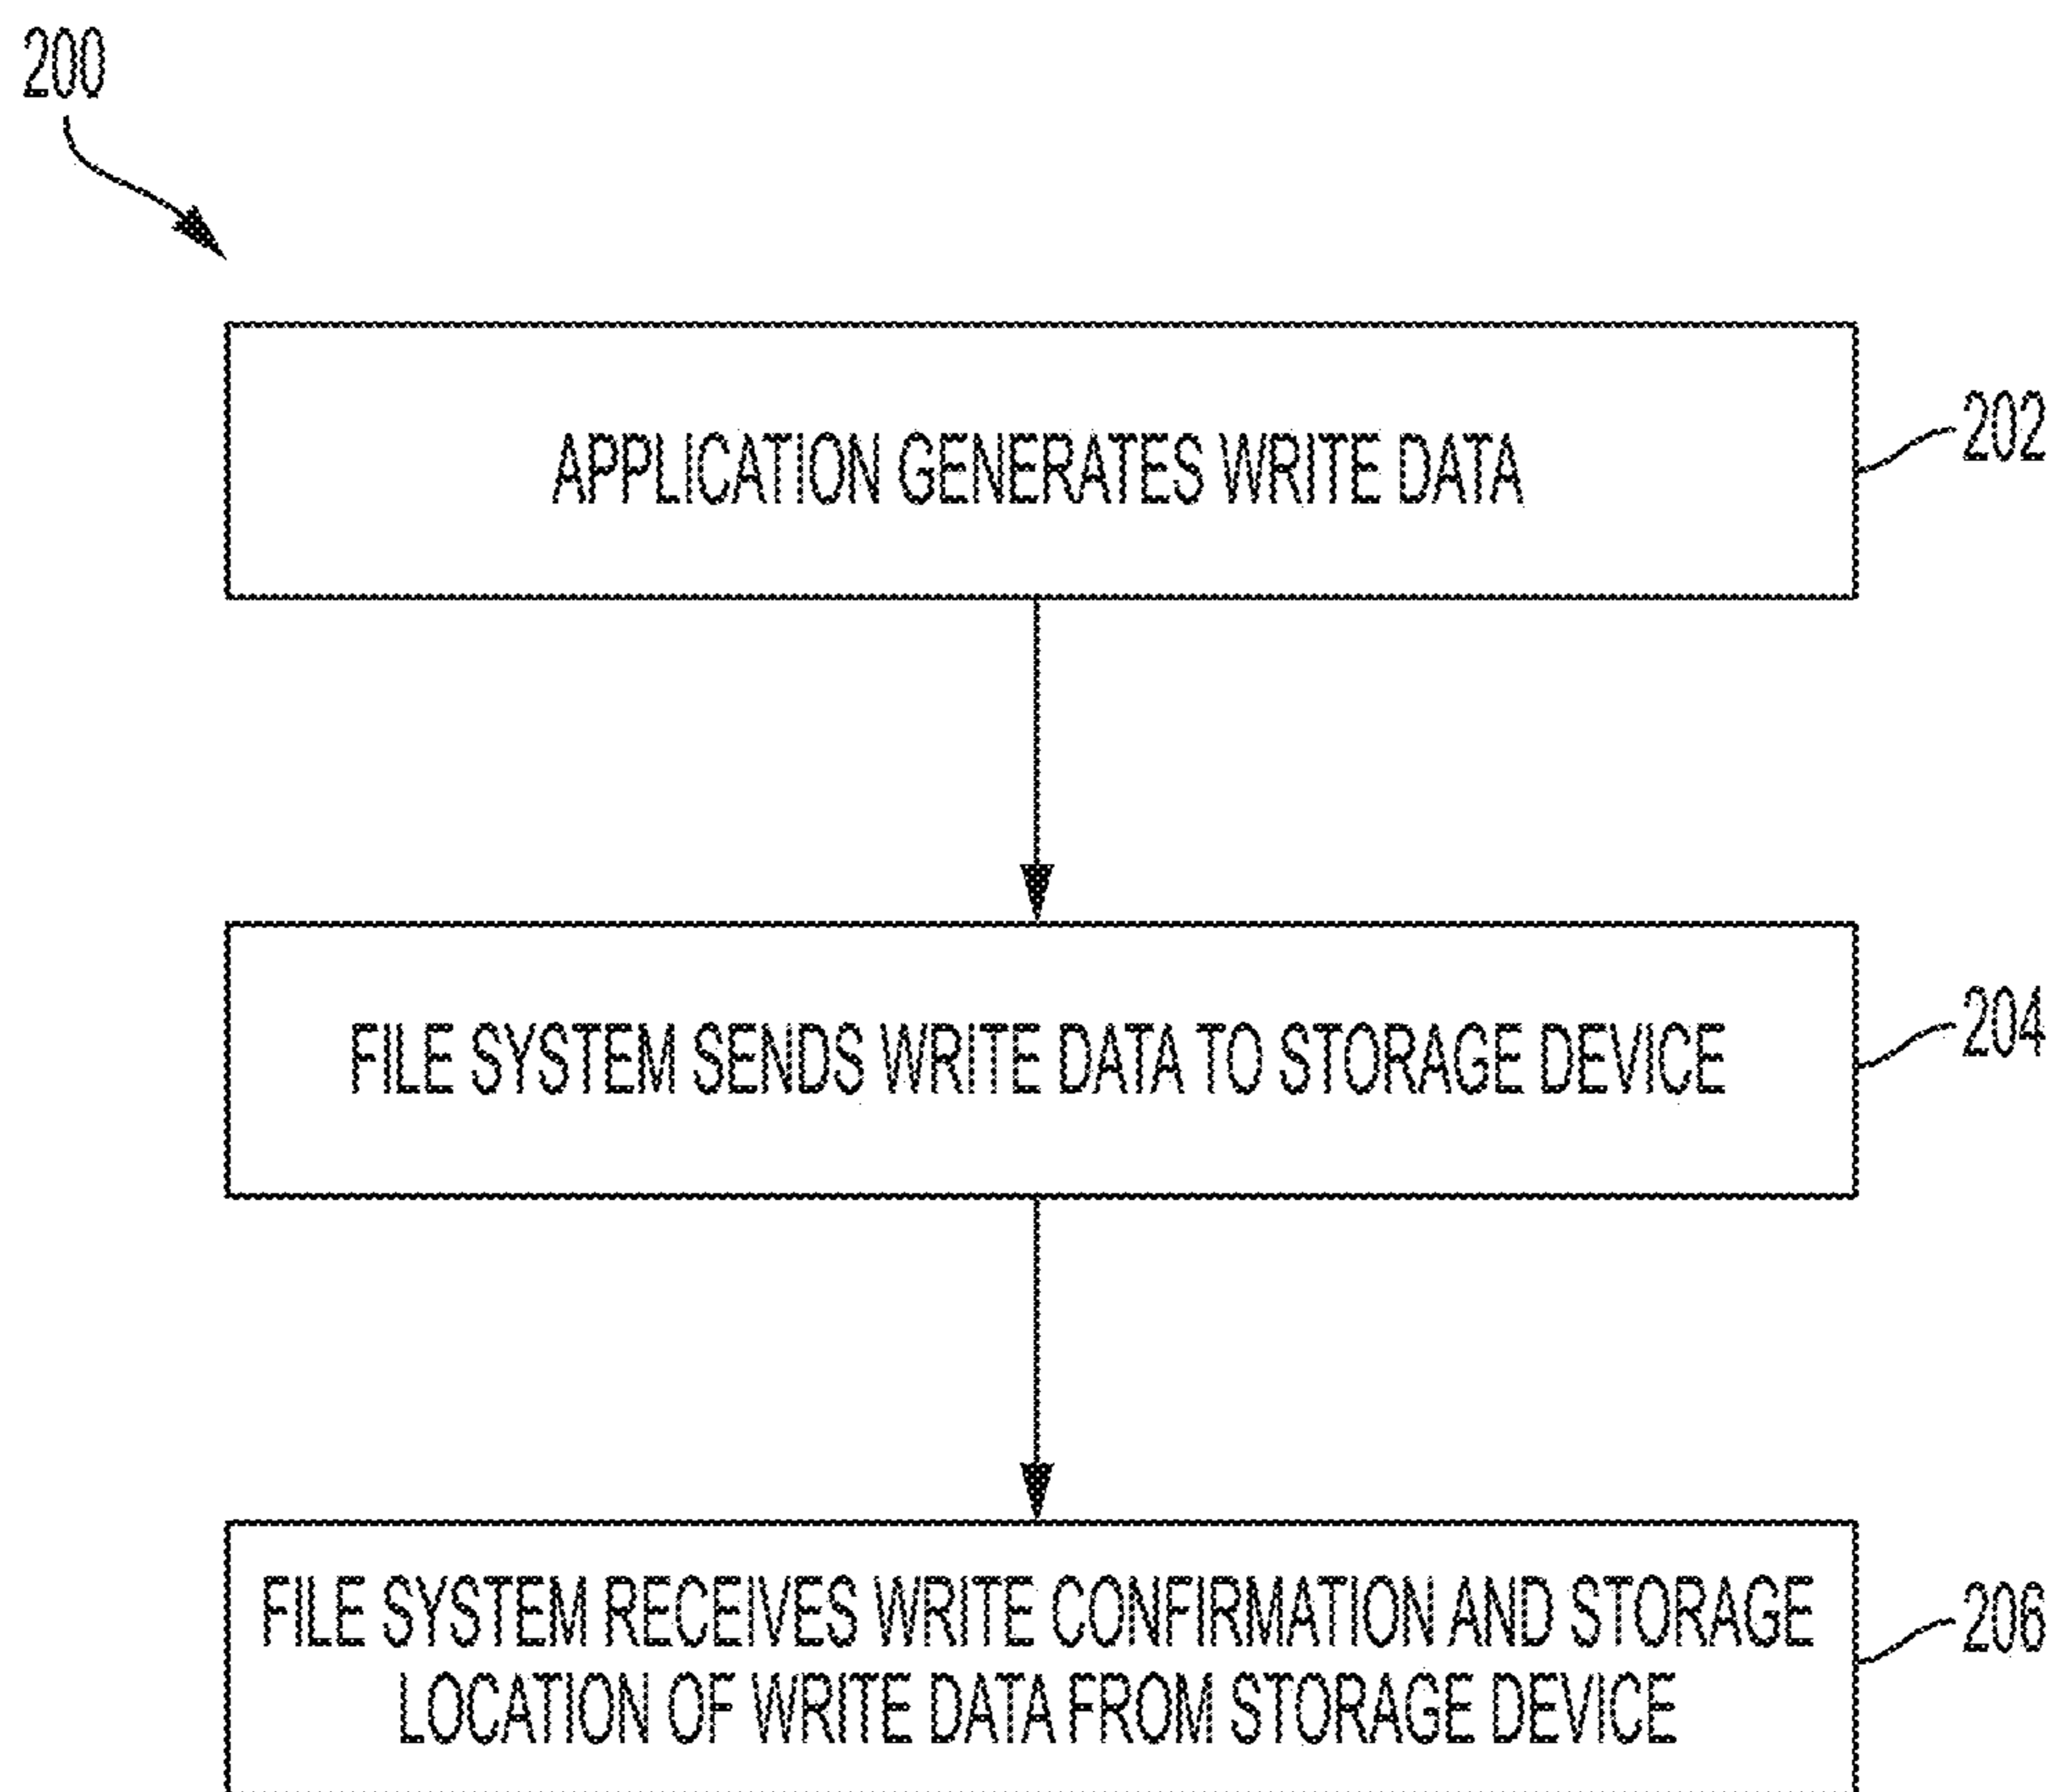 200
APPLICATION GENERATES WRITE DATA
202
FILE SYSTEM SENDS WRITE DATA TO STORAGE DEVICE
204
FILE SYSTEM RECEIVES WRITE CONFIRMATION AND STORAGE
LOCATION OF WRITE DATA FROM STORAGE DEVICE
206